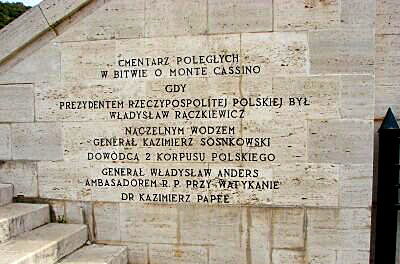 CMENTARZ POLEGŁYCH
W BITWIE O MONTE CASSINO
GDY
PREZYDENTEM RZECZYPOSPOLITEJ POLSKIEJ BYŁ
WŁADYSŁAW RACZKIEWICZ
NACZELNYM WODZEM
GENERAŁ KAZIMIERZ SOSNKOWSKI
DOWÓDCĄ 2 KORPUSU POLSKIEGO
GENERAŁ WŁADYSŁAW ANDERS
AMBASADOREM R. P. PRZY WATYKANIE
DR KAZIMIERZ PAPÉE